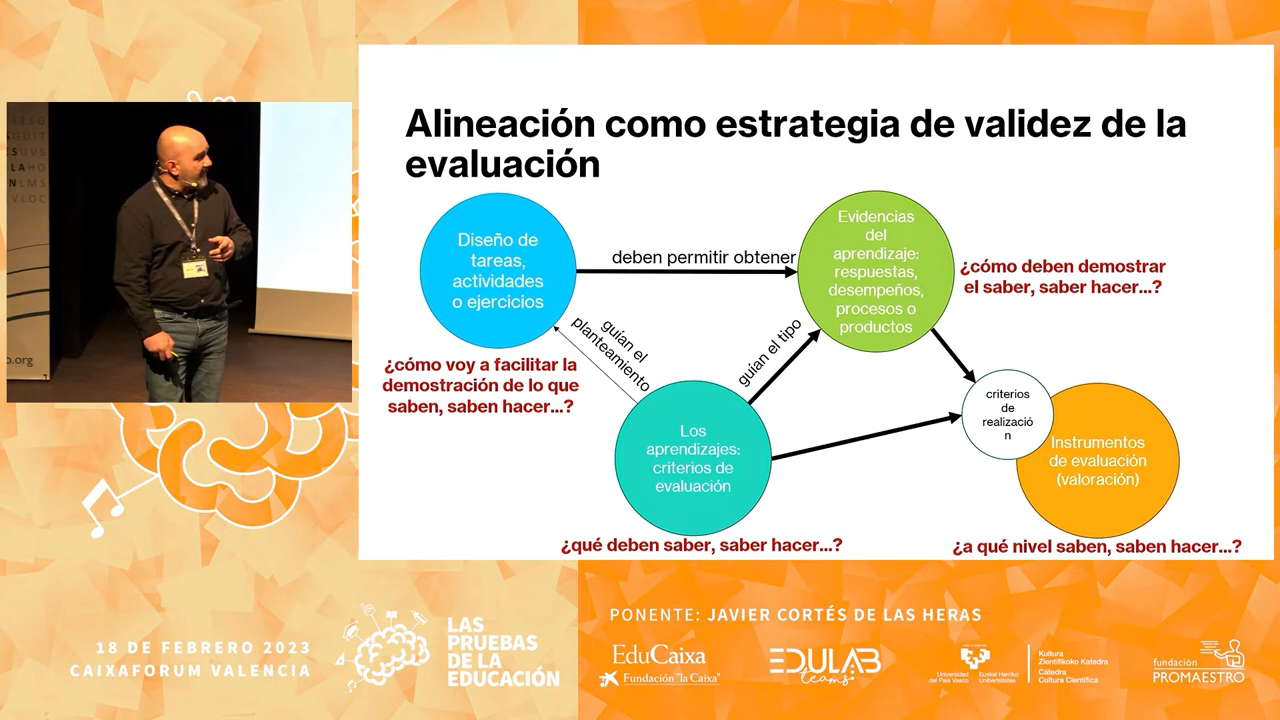 Alineación como estrategia de validez de la
evaluación
Diseño de
tareas,
actividades
o ejercicios
deben permitir obtener
Evidencias
del
aprendizaje:
respuestas,
desempeños,
procesos o
productos
¿cómo deben demostrar
el saber, saber hacer...?
guían el
planteamiento
guían el tipo
¿cómo voy a facilitar la
demostración de lo que
saben, saben hacer...?
Los
aprendizajes:
criterios de
evaluación
criterios
de
realizació
n
Instrumentos
de evaluación
(valoración)
¿qué deben saber, saber hacer...?
¿a qué nivel saben, saben hacer...?
o.org
18 DE FEBRERO 2023
CAIXAFORUM VALENCIA
LAS
PRUEBAS
DE LA
EDUCACIÓN
PONENTE: JAVIER CORTÉS DE LAS HERAS
EduCaixa
Fundación "la Caixa"
EDULAB
teams
Universidad
del País Vasco
Euskal Herriko
Unibertsitatea
Kultura
Zientifikoko Katedra
Cátedra
Cultura Científica
fundación
PROMAESTRO